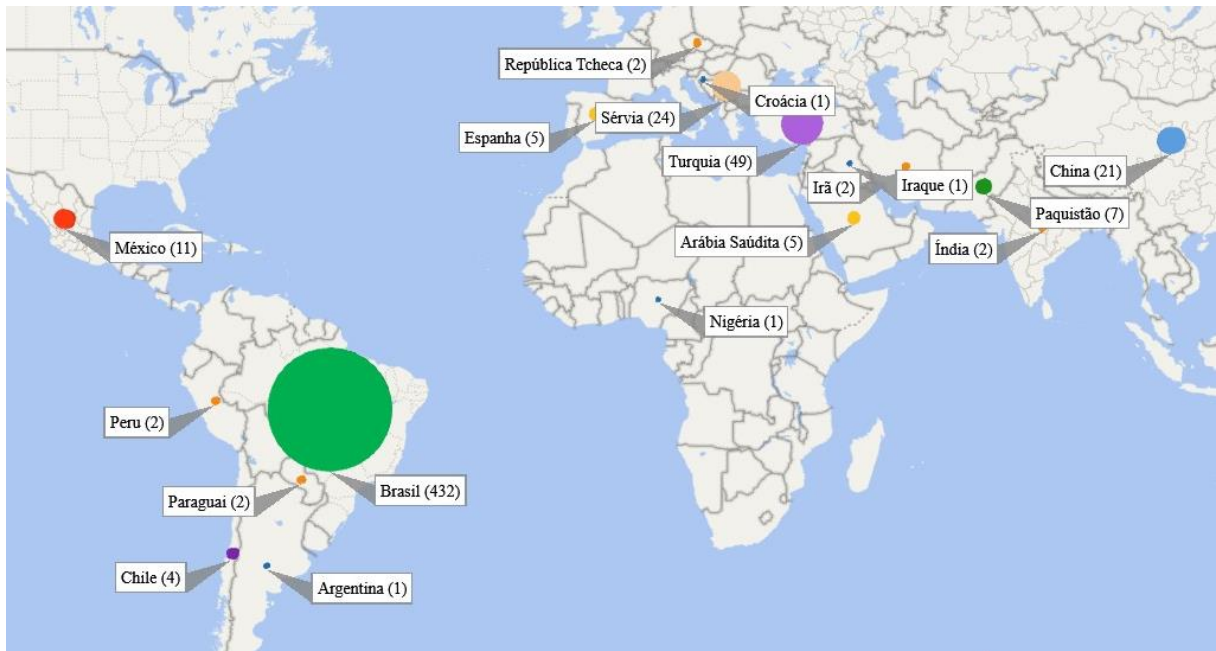 República Tcheca (2)
Croácia (1)
Sérvia (24)
Espanha (5)
Turquia (49)
China (21)
Irã (2)
Iraque (1)
Paquistão (7)
México (11)
Arábia Saúdita (5)
Índia (2)
Nigéria (1)
Peru (2)
Brasil (432)
Paraguai (2)
Chile (4)
Argentina (1)